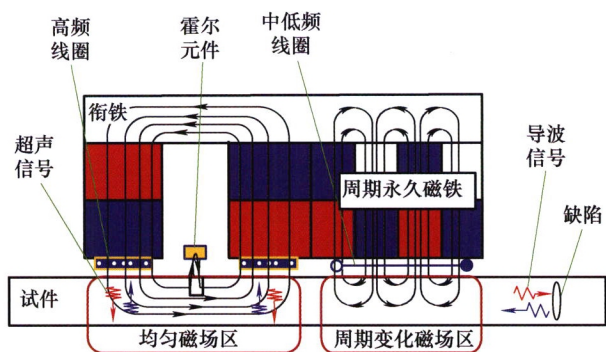 高频
线圈
霍尔
元件
中低频
线圈
衔铁
超声
信号
导波
信号
周期永久磁铁
缺陷
试件
均匀磁场区
周期变化磁场区